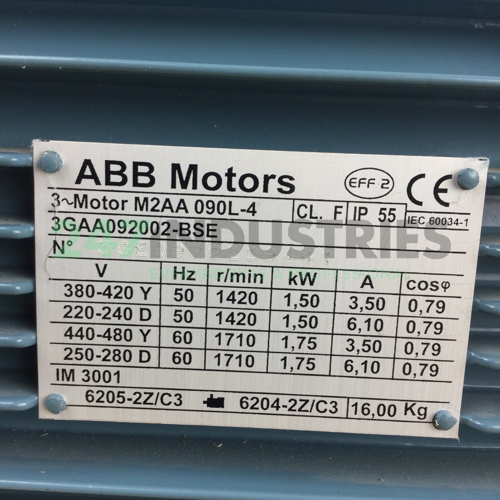 ABB Motors EFF 2 CE
3~Motor M2AA 090L-4 CL. F IP 55 IEC 60034-1
3GAA092002-BSE
N°
247INDUSTRIES
V Hz r/min kW A cosφ
380-420 Y 50 1420 1,50 3,50 0,79
220-240 D 50 1420 1,50 6,10 0,79
440-480 Y 60 1710 1,75 3,50 0,79
250-280 D 60 1710 1,75 6,10 0,79
IM 3001
6205-2Z/C3 6204-2Z/C3 16,00 Kg